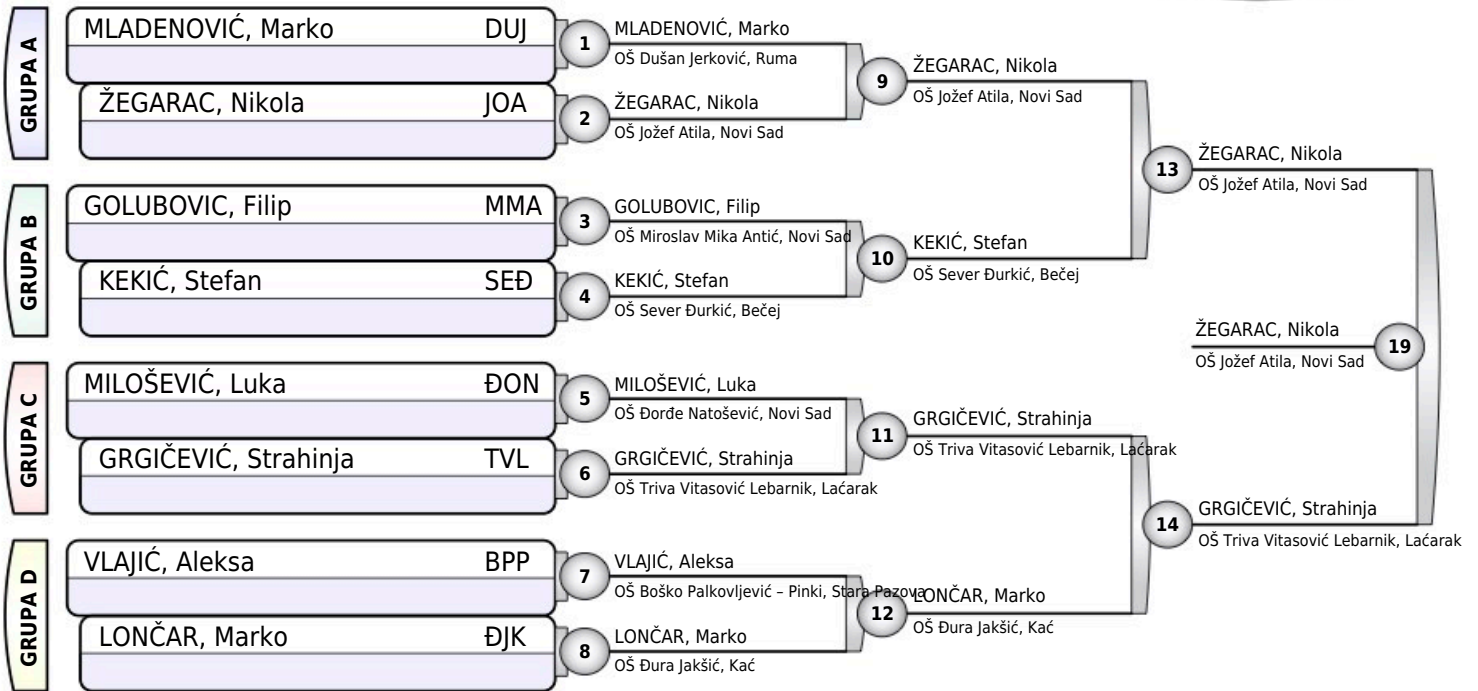 GRUPA A
MLADENOVIĆ, Marko DUJ
ŽEGARAC, Nikola JOA
1
MLADENOVIĆ, Marko
OŠ Dušan Jerković, Ruma
2
ŽEGARAC, Nikola
OŠ Jožef Atila, Novi Sad
9
ŽEGARAC, Nikola
OŠ Jožef Atila, Novi Sad
GRUPA B
GOLUBOVIC, Filip MMA
KEKIĆ, Stefan SEĐ
3
GOLUBOVIC, Filip
OŠ Miroslav Mika Antić, Novi Sad
4
KEKIĆ, Stefan
OŠ Sever Đurkić, Bečej
10
KEKIĆ, Stefan
OŠ Sever Đurkić, Bečej
13
ŽEGARAC, Nikola
OŠ Jožef Atila, Novi Sad
GRUPA C
MILOŠEVIĆ, Luka ĐON
GRGIČEVIĆ, Strahinja TVL
5
MILOŠEVIĆ, Luka
OŠ Đorđe Natošević, Novi Sad
6
GRGIČEVIĆ, Strahinja
OŠ Triva Vitasović Lebarnik, Laćarak
11
GRGIČEVIĆ, Strahinja
OŠ Triva Vitasović Lebarnik, Laćarak
GRUPA D
VLAJIĆ, Aleksa BPP
LONČAR, Marko ĐJK
7
VLAJIĆ, Aleksa
OŠ Boško Palkovljević – Pinki, Stara Pazova
8
LONČAR, Marko
OŠ Đura Jakšić, Kać
12
LONČAR, Marko
OŠ Đura Jakšić, Kać
14
GRGIČEVIĆ, Strahinja
OŠ Triva Vitasović Lebarnik, Laćarak
ŽEGARAC, Nikola
OŠ Jožef Atila, Novi Sad
19